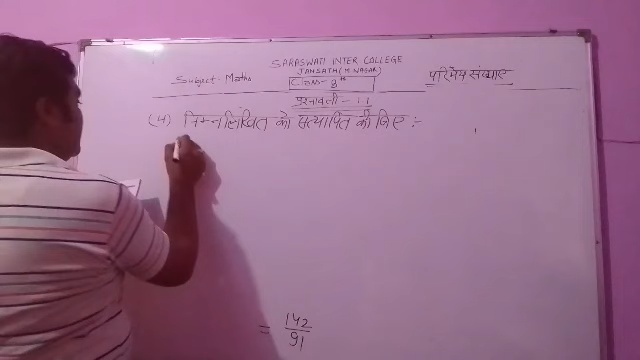 SARASWATI INTER COLLEGE
JANSATH (M. NAGAR)
Subject - Maths
Class - 8th
परिमेय संख्याएं
प्रश्नावली - 1.1
(4) निम्नलिखित को सत्यापित कीजिए :-
= 142/91